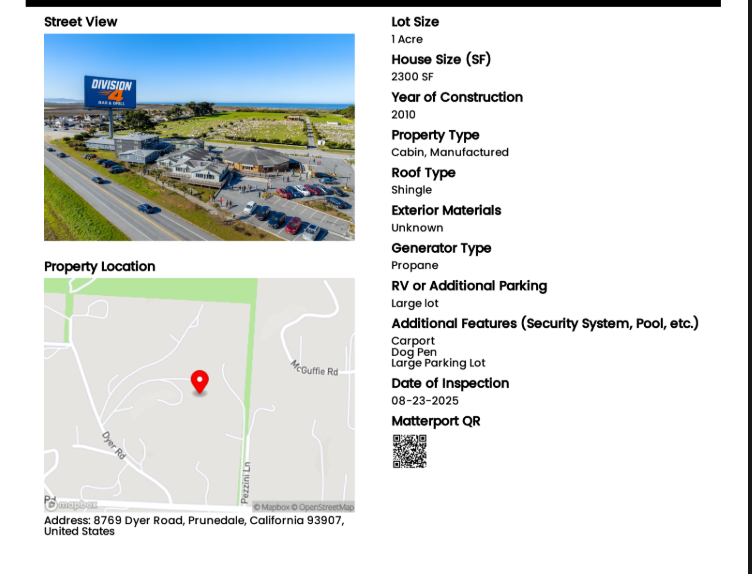 Street View
DIVISION
4
BAR & GRILL
Property Location
McGuffie Rd
Dyer Rd
Pezzini Ln
Rd
mapbox
© Mapbox © OpenStreetMap
Address: 8769 Dyer Road, Prunedale, California 93907,
United States
Lot Size
1 Acre
House Size (SF)
2300 SF
Year of Construction
2010
Property Type
Cabin, Manufactured
Roof Type
Shingle
Exterior Materials
Unknown
Generator Type
Propane
RV or Additional Parking
Large lot
Additional Features (Security System, Pool, etc.)
Carport
Dog Pen
Large Parking Lot
Date of Inspection
08-23-2025
Matterport QR